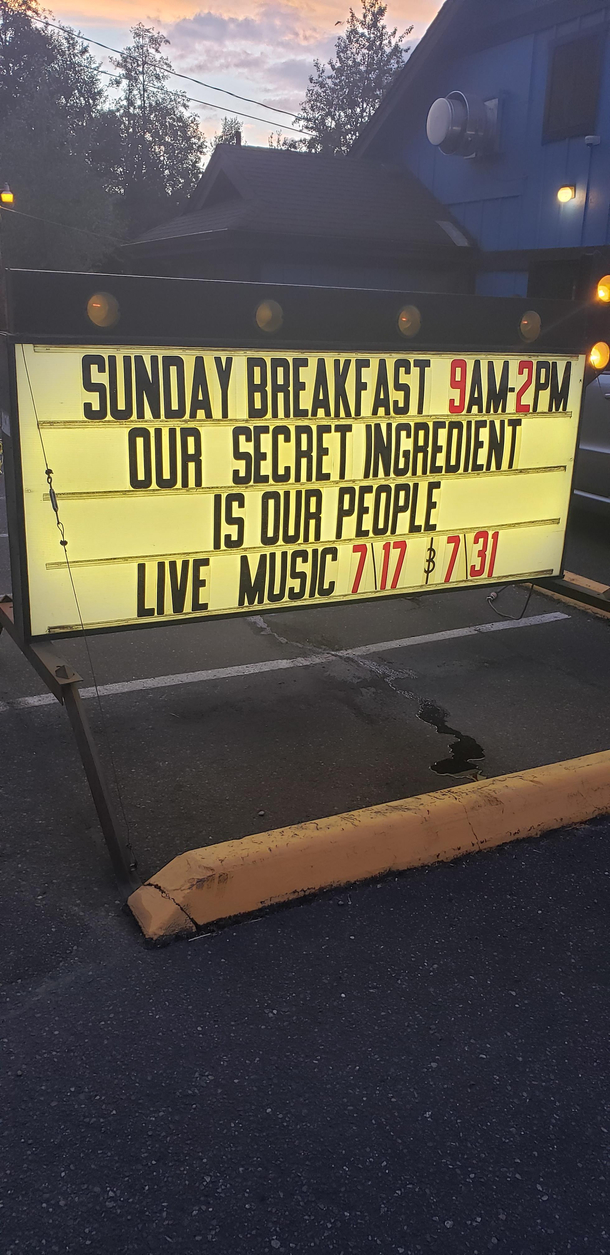 SUNDAY BREAKFAST 9AM-2PM
OUR SECRET INGREDIENT
IS OUR PEOPLE
LIVE MUSIC 7\17 & 7\31